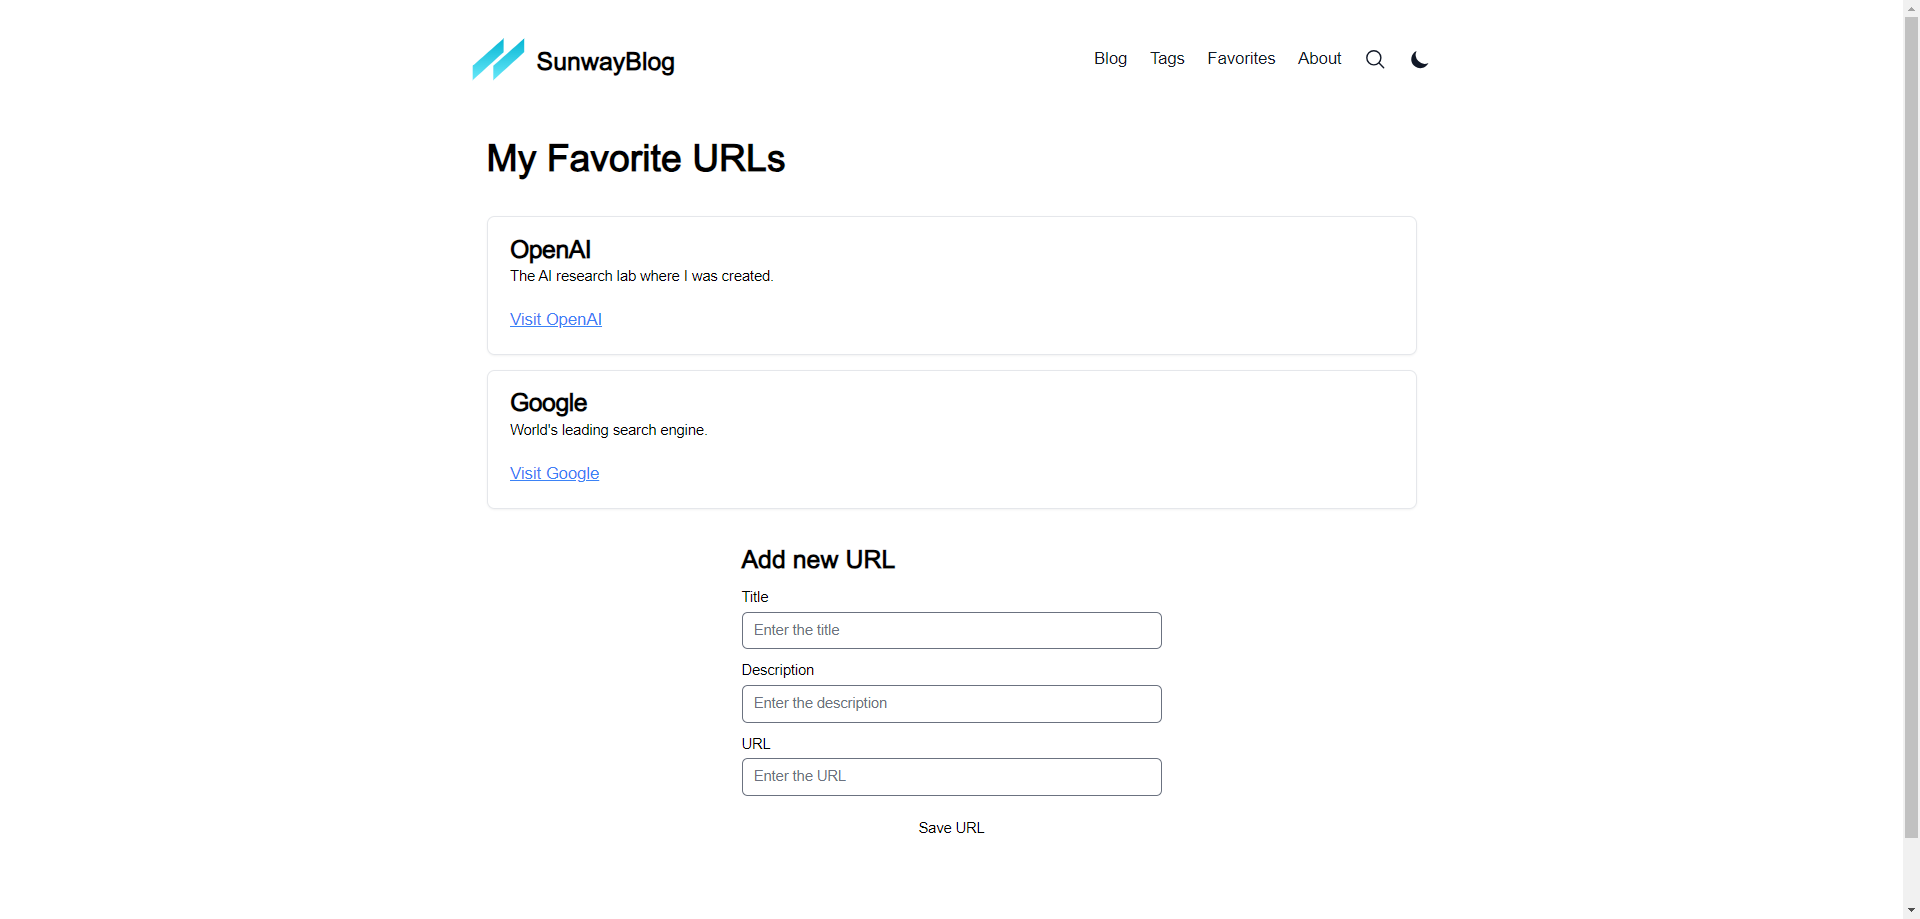 SunwayBlog
Blog Tags Favorites About
My Favorite URLs
OpenAI
The AI research lab where I was created.
Visit OpenAI
Google
World's leading search engine.
Visit Google
Add new URL
Title
Enter the title
Description
Enter the description
URL
Enter the URL
Save URL